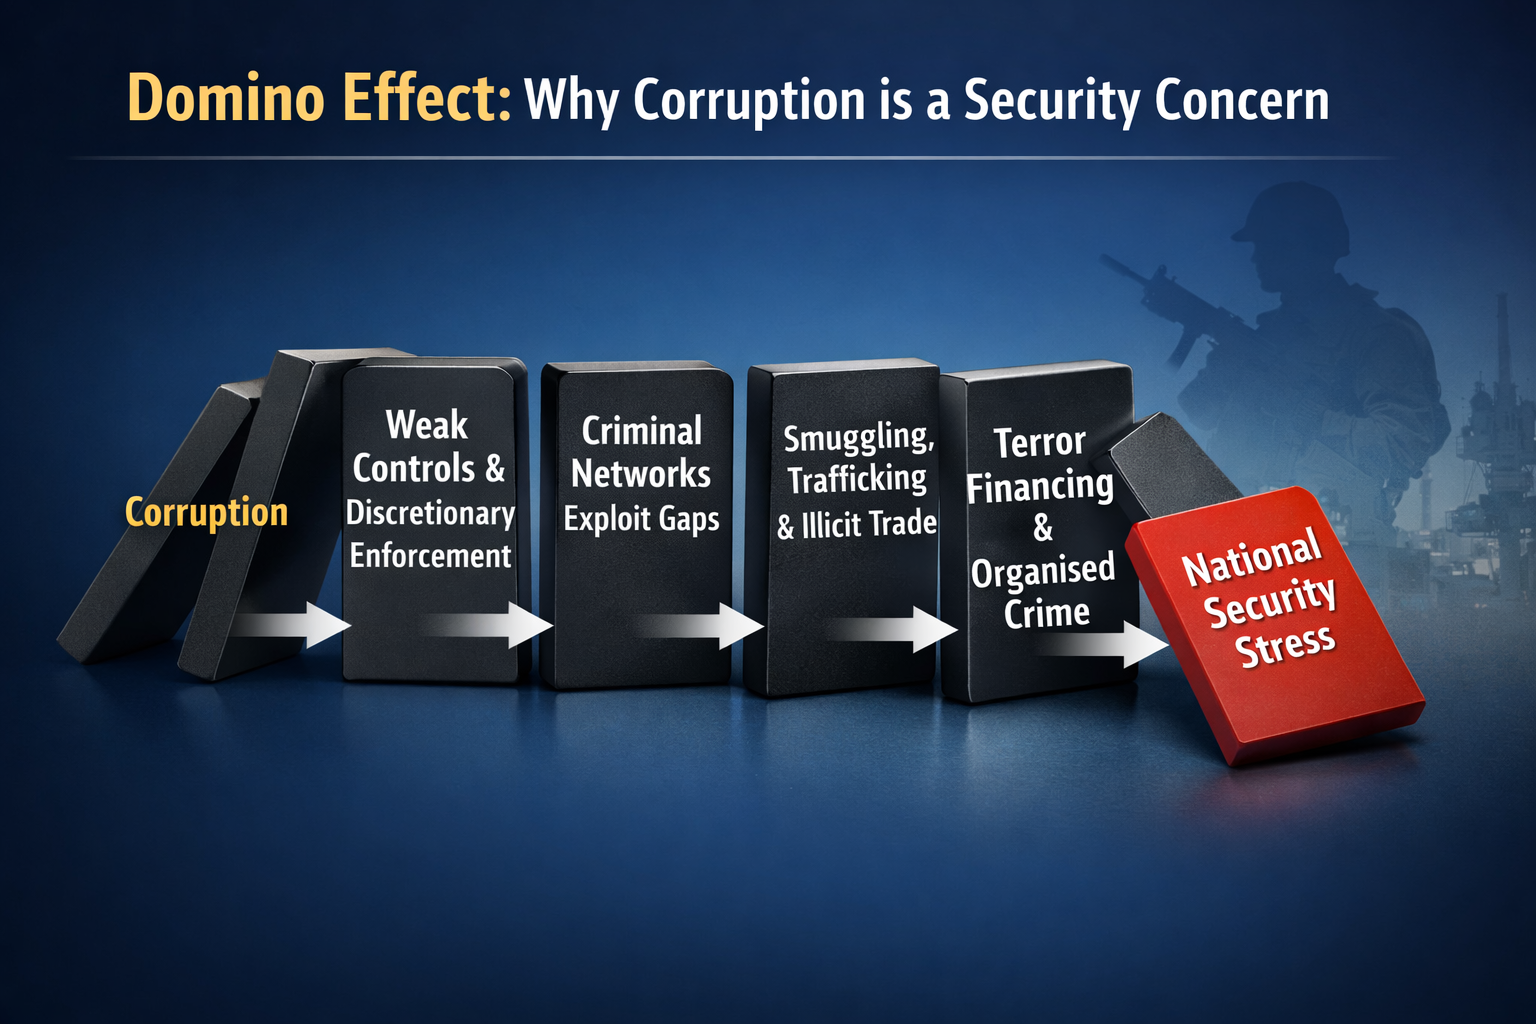 Domino Effect: Why Corruption is a Security Concern
Corruption
Weak
Controls &
Discretionary
Enforcement
Criminal
Networks
Exploit Gaps
Smuggling,
Trafficking
& Illicit Trade
Terror
Financing
&
Organised
Crime
National
Security
Stress